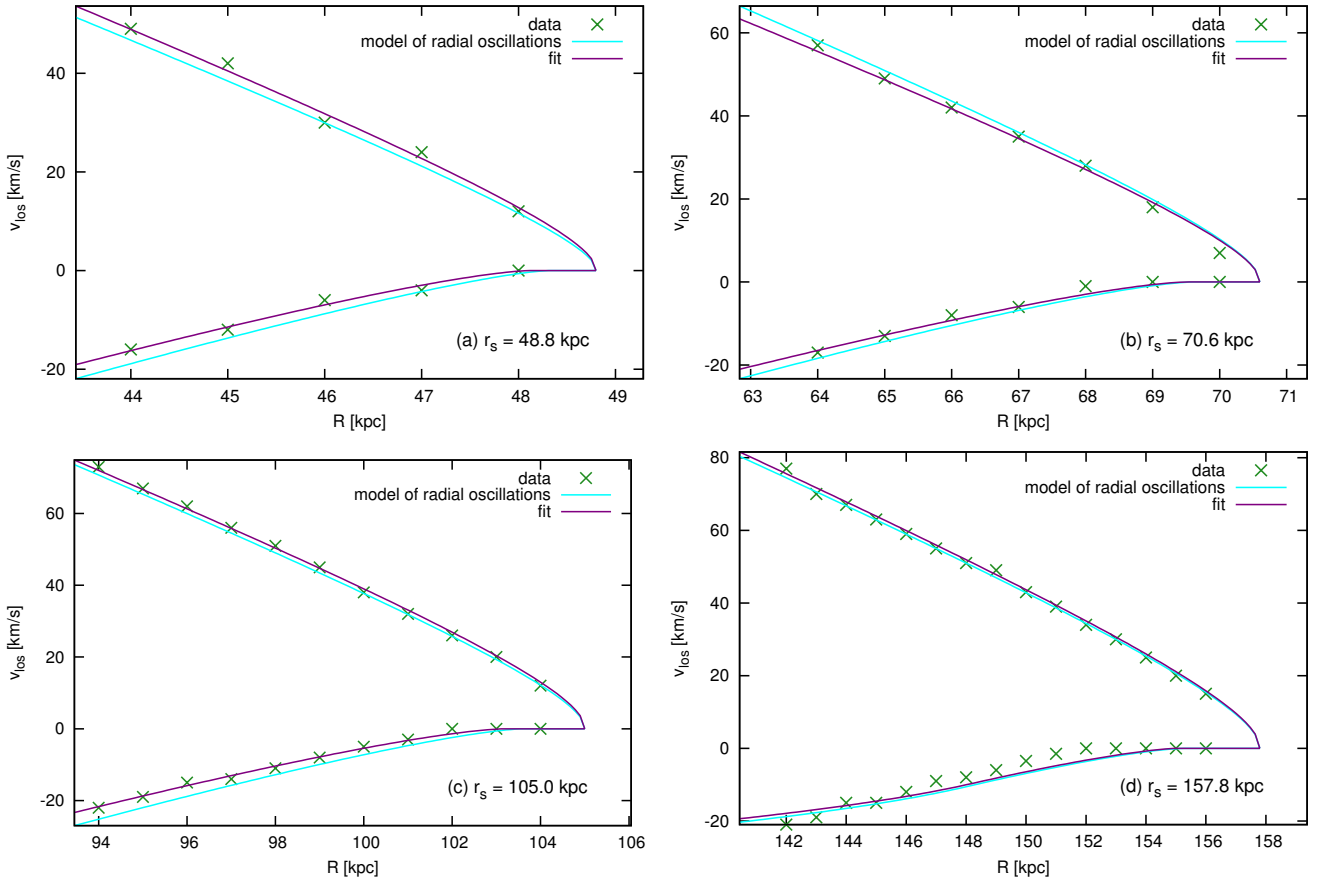 data
model of radial oscillations
fit
40
20
0
-20
v_los [km/s]
(a) r_s = 48.8 kpc
44 45 46 47 48 49
R [kpc]
data
model of radial oscillations
fit
60
40
20
0
-20
v_los [km/s]
(b) r_s = 70.6 kpc
63 64 65 66 67 68 69 70 71
R [kpc]
data
model of radial oscillations
fit
60
40
20
0
-20
v_los [km/s]
(c) r_s = 105.0 kpc
94 96 98 100 102 104 106
R [kpc]
data
model of radial oscillations
fit
80
60
40
20
0
-20
v_los [km/s]
(d) r_s = 157.8 kpc
142 144 146 148 150 152 154 156 158
R [kpc]